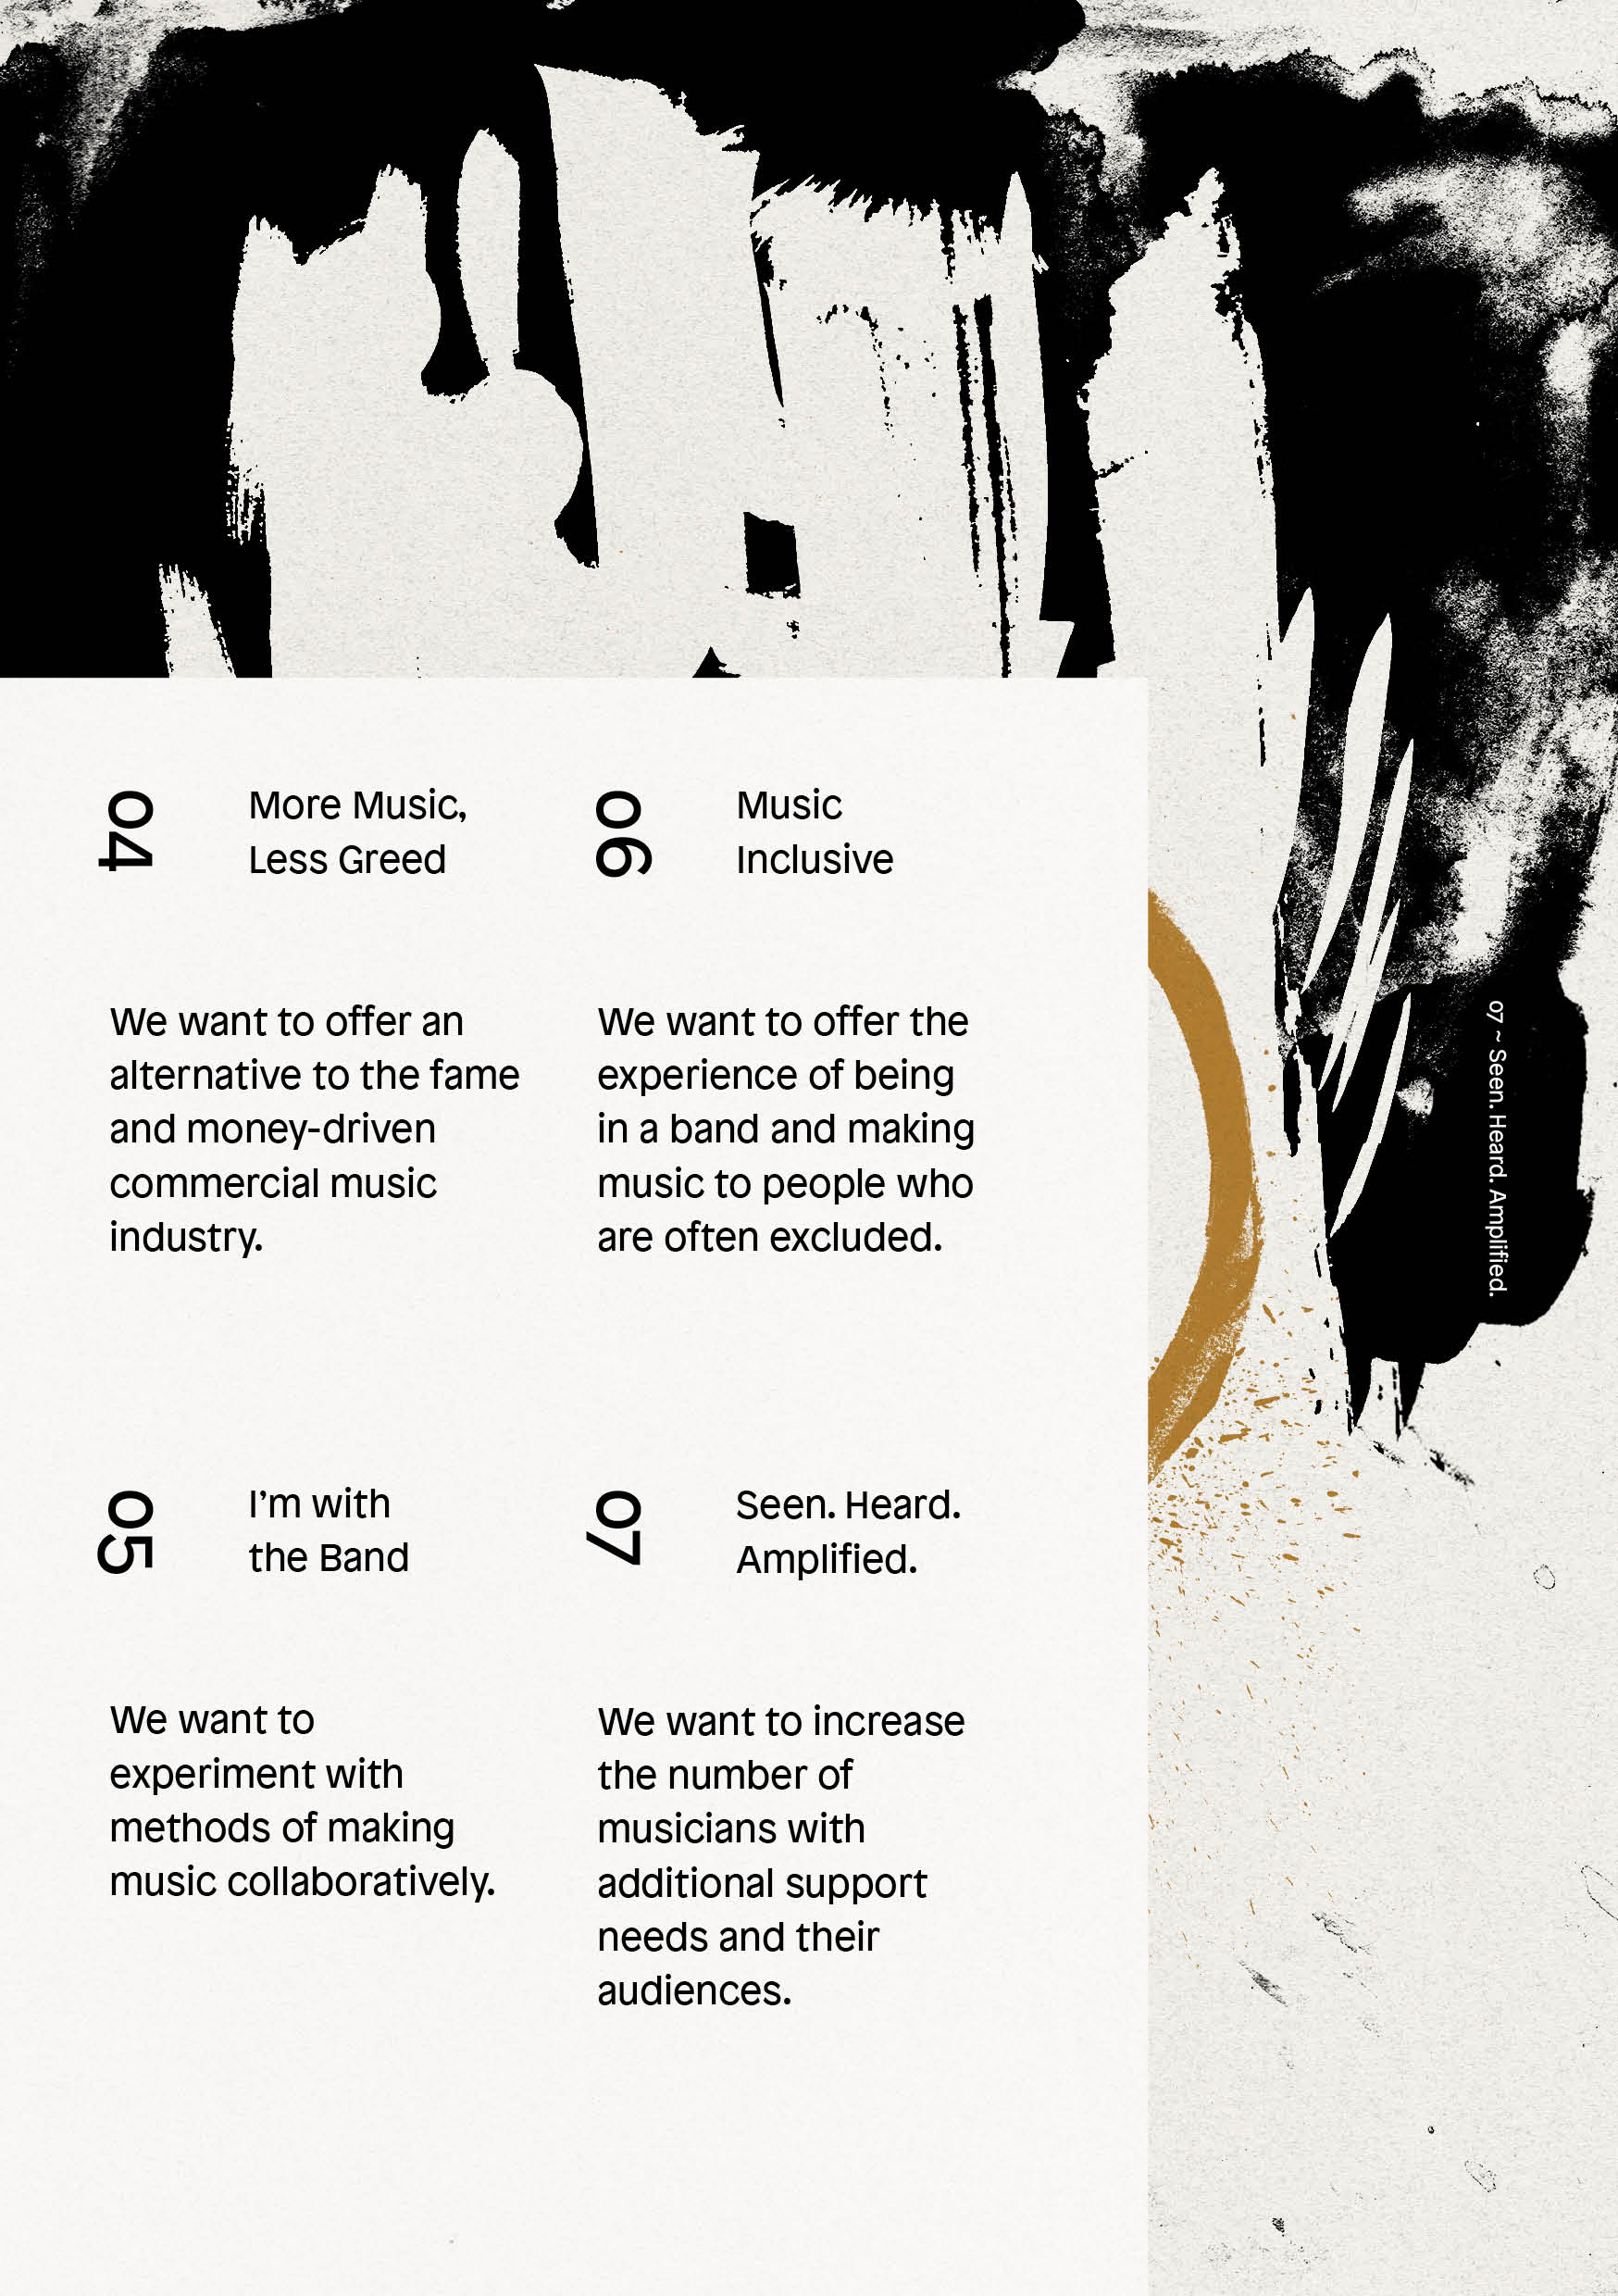 04
More Music,
Less Greed
We want to offer an
alternative to the fame
and money-driven
commercial music
industry.
05
I’m with
the Band
We want to
experiment with
methods of making
music collaboratively.
06
Music
Inclusive
We want to offer the
experience of being
in a band and making
music to people who
are often excluded.
07
Seen. Heard.
Amplified.
We want to increase
the number of
musicians with
additional support
needs and their
audiences.
07 ~ Seen. Heard. Amplified.